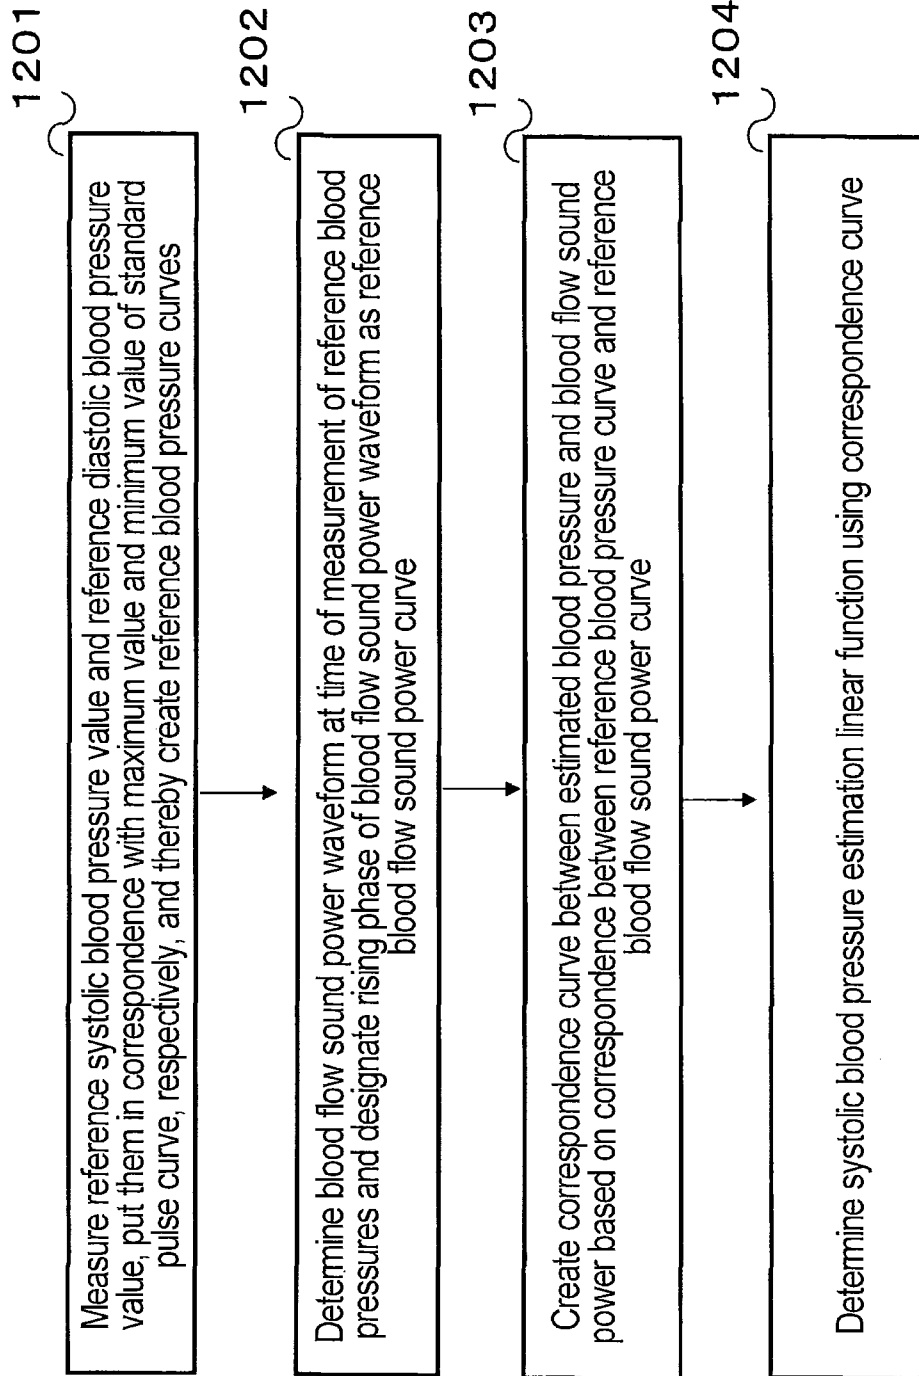 1201
Measure reference systolic blood pressure value and reference diastolic blood pressure
value, put them in correspondence with maximum value and minimum value of standard
pulse curve, respectively, and thereby create reference blood pressure curves
1202
Determine blood flow sound power waveform at time of measurement of reference blood
pressures and designate rising phase of blood flow sound power waveform as reference
blood flow sound power curve
1203
Create correspondence curve between estimated blood pressure and blood flow sound
power based on correspondence between reference blood pressure curve and reference
blood flow sound power curve
1204
Determine systolic blood pressure estimation linear function using correspondence curve